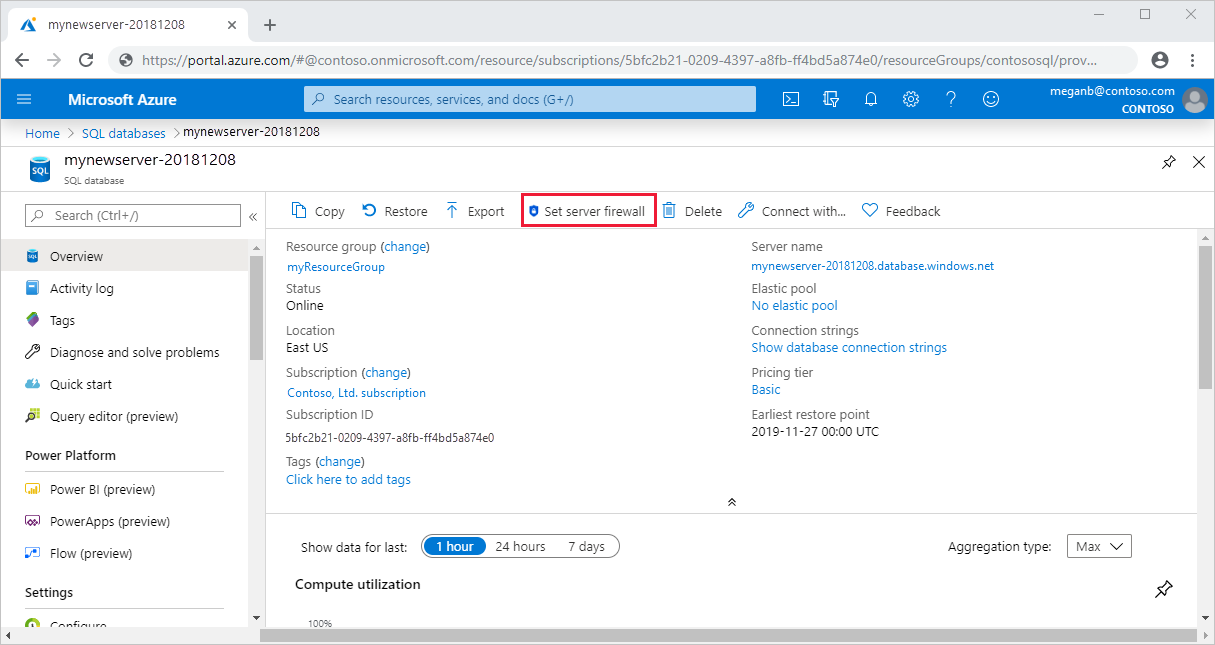 mynewserver-20181208
https://portal.azure.com/#@contoso.onmicrosoft.com/resource/subscriptions/5bfc2b21-0209-4397-a8fb-ff4bd5a874e0/resourceGroups/contososql/prov...
Microsoft Azure
Search resources, services, and docs (G+/)
meganb@contoso.com
CONTOSO
Home > SQL databases > mynewserver-20181208
SQL
mynewserver-20181208
SQL database
Search (Ctrl+/)
«
Copy
Restore
Export
Set server firewall
Delete
Connect with...
Feedback
Overview
Activity log
Tags
Diagnose and solve problems
Quick start
Query editor (preview)
Power Platform
Power BI (preview)
PowerApps (preview)
Flow (preview)
Settings
Configure
Resource group (change)
myResourceGroup
Status
Online
Location
East US
Subscription (change)
Contoso, Ltd. subscription
Subscription ID
5bfc2b21-0209-4397-a8fb-ff4bd5a874e0
Tags (change)
Click here to add tags
Server name
mynewserver-20181208.database.windows.net
Elastic pool
No elastic pool
Connection strings
Show database connection strings
Pricing tier
Basic
Earliest restore point
2019-11-27 00:00 UTC
Show data for last:
1 hour
24 hours
7 days
Aggregation type:
Max
Compute utilization
100%